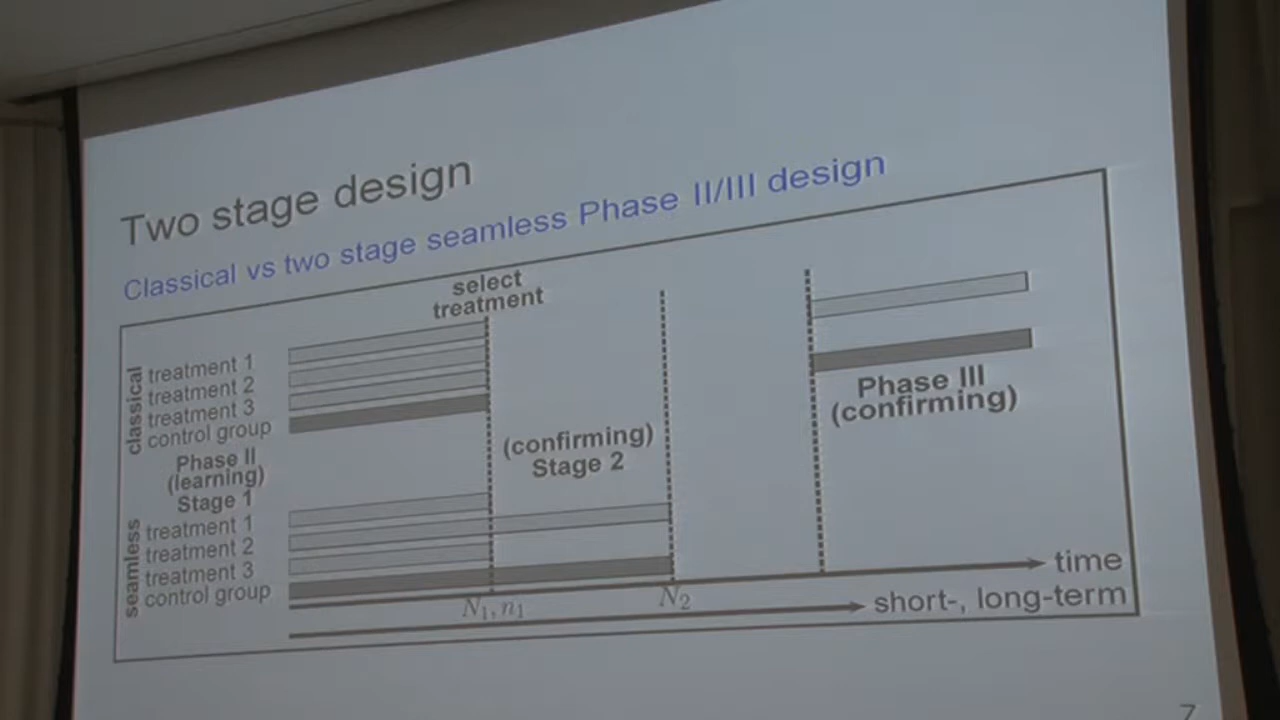 Two stage design
Classical vs two stage seamless Phase II/III design
select
treatment
classical
treatment 1
treatment 2
treatment 3
control group
Phase II
(learning)
Stage 1
(confirming)
Stage 2
Phase III
(confirming)
seamless
treatment 1
treatment 2
treatment 3
control group
time
N₁, n₁
N₂
short-, long-term
7